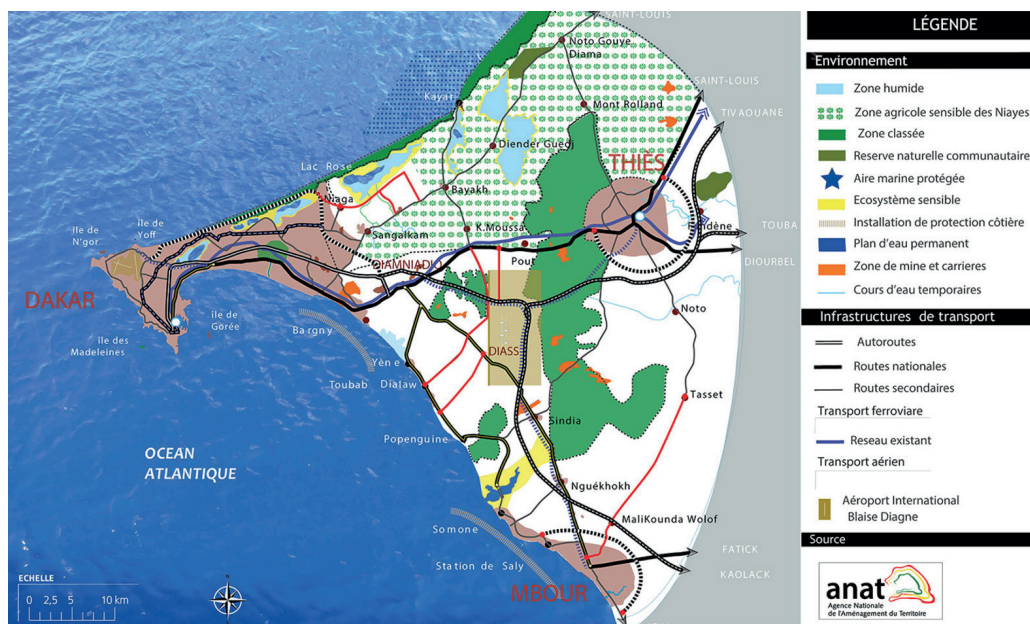 SAINT-LOUIS
Noto Gouye
Diama
Kayar
SAINT-LOUIS
Mont Rolland
TIVAOUANE
Diender Guedj
THIÈS
Lac Rose
Bayakh
Niaga
TOUBA
île de
Yoff
Sangalkam
K.Moussa
île de
N'gor
DIAMNIADIO
Pout
DIOURBEL
DAKAR
île de
Gorée
Noto
île des
Madeleines
Bargny
DIASS
Yène
Toubab Dialaw
Tasset
Sindia
Popenguine
OCEAN
ATLANTIQUE
Nguékhokh
MaliKounda Wolof
Somone
FATICK
Station de Saly
KAOLACK
MBOUR
ECHELLE
0 2,5 5 10 km
LÉGENDE
Environnement
Zone humide
Zone agricole sensible des Niayes
Zone classée
Reserve naturelle communautaire
Aire marine protégée
Ecosystème sensible
Installation de protection côtière
Plan d'eau permanent
Zone de mine et carrieres
Cours d'eau temporaires
Infrastructures de transport
Autoroutes
Routes nationales
Routes secondaires
Transport ferroviaire
Reseau existant
Transport aérien
Aéroport International
Blaise Diagne
Source
anat
Agence Nationale
de l'Aménagement du Territoire